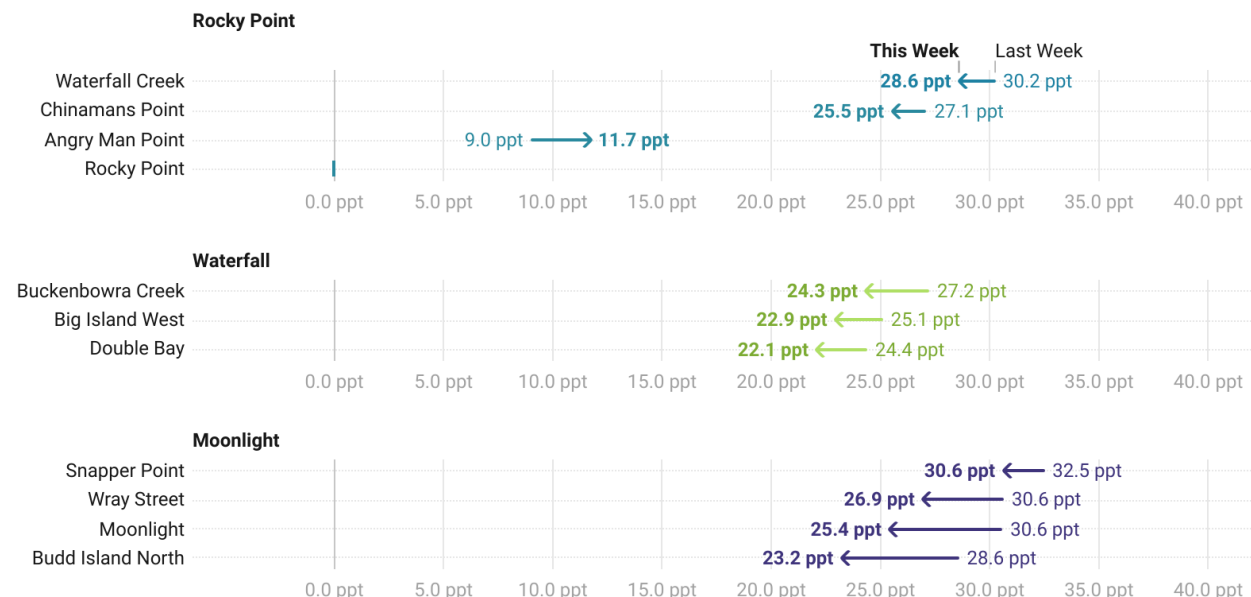 Rocky Point
This Week Last Week
Waterfall Creek 28.6 ppt 30.2 ppt
Chinamans Point 25.5 ppt 27.1 ppt
Angry Man Point 9.0 ppt 11.7 ppt
Rocky Point
0.0 ppt 5.0 ppt 10.0 ppt 15.0 ppt 20.0 ppt 25.0 ppt 30.0 ppt 35.0 ppt 40.0 ppt
Waterfall
Buckenbowra Creek 24.3 ppt 27.2 ppt
Big Island West 22.9 ppt 25.1 ppt
Double Bay 22.1 ppt 24.4 ppt
0.0 ppt 5.0 ppt 10.0 ppt 15.0 ppt 20.0 ppt 25.0 ppt 30.0 ppt 35.0 ppt 40.0 ppt
Moonlight
Snapper Point 30.6 ppt 32.5 ppt
Wray Street 26.9 ppt 30.6 ppt
Moonlight 25.4 ppt 30.6 ppt
Budd Island North 23.2 ppt 28.6 ppt
0.0 ppt 5.0 ppt 10.0 ppt 15.0 ppt 20.0 ppt 25.0 ppt 30.0 ppt 35.0 ppt 40.0 ppt